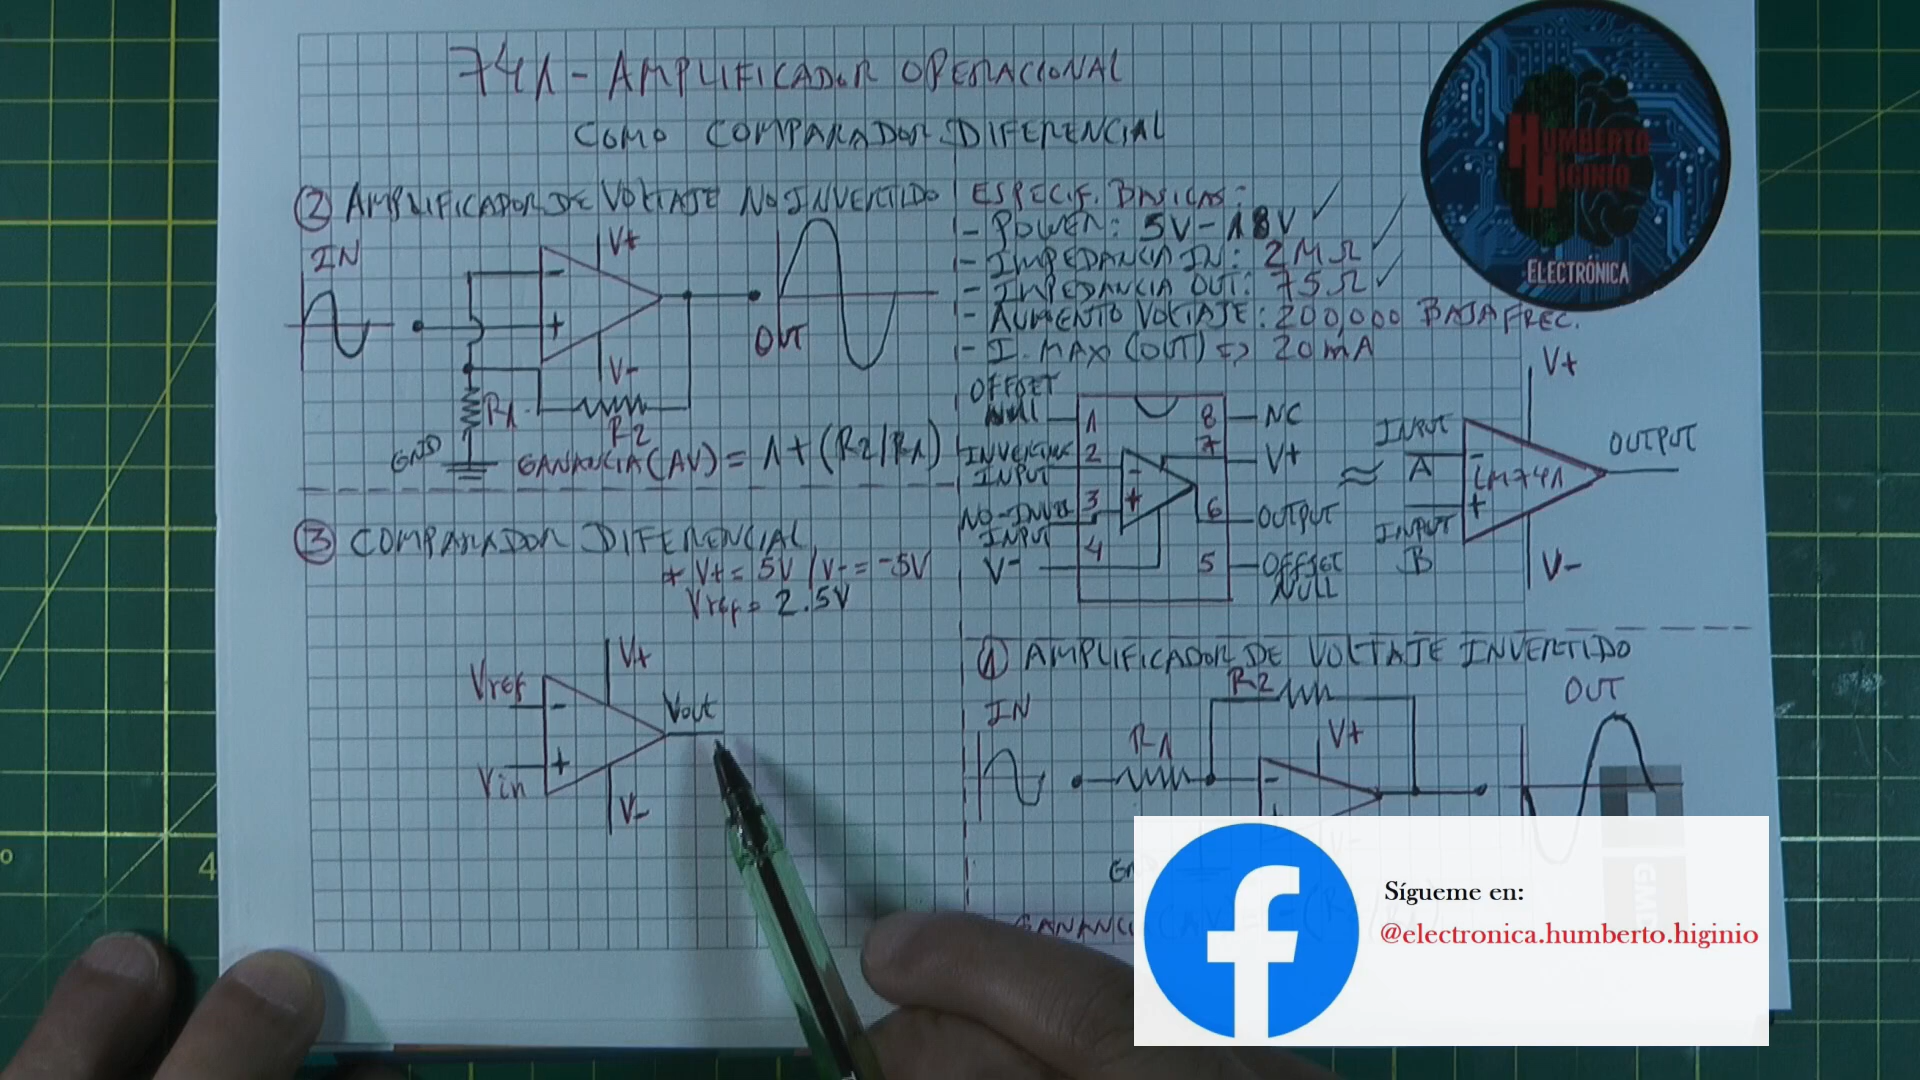 741 - AMPLIFICADOR OPERACIONAL
COMO COMPARADOR DIFERENCIAL
② AMPLIFICADOR DE VOLTAJE NO INVERTIDO
IN
V+
-
+
V-
OUT
R1
R2
GND
GANANCIA (AV) = 1 + (R2/R1)
ESPECIF. BASICAS:
- POWER: 5V - 18V ✓
- IMPEDANCIA IN: 2MΩ ✓
- IMPEDANCIA OUT: 75Ω ✓
- AUMENTO VOLTAJE: 200,000 BAJA FREC.
- I. MAX (OUT) => 20mA
OFFSET
NULL
1
8
NC
INVERTING
INPUT
2
7
V+
-
+
NO-INVER
INPUT
3
6
OUTPUT
V-
4
5
OFFSET
NULL
≈
INPUT
A
INPUT
B
-
+
LM741
V+
V-
OUTPUT
③ COMPARADOR DIFERENCIAL
* V+ = 5V / V- = -5V
Vref = 2.5V
Vref
Vin
-
+
V+
V-
Vout
① AMPLIFICADOR DE VOLTAJE INVERTIDO
IN
R1
R2
V+
-
OUT
HUMBERTO
HIGINIO
ELECTRÓNICA
4
Sígueme en:
@electronica.humberto.higinio